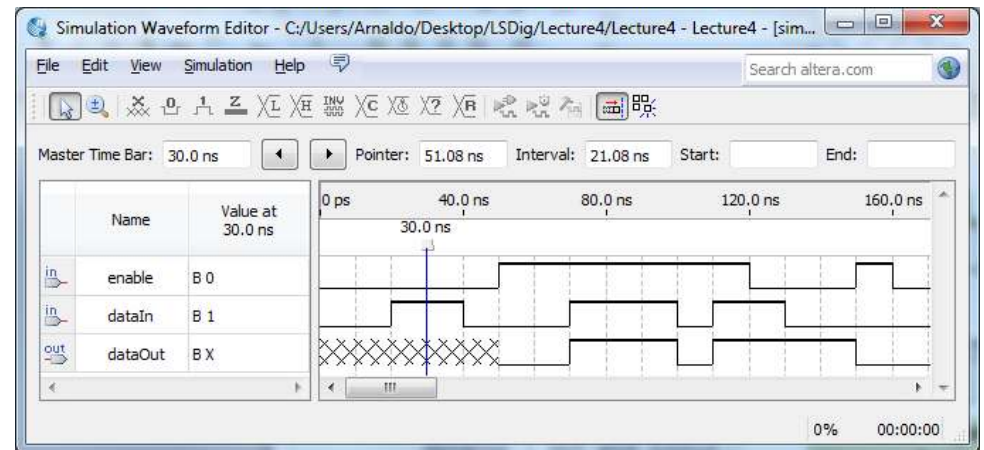 Simulation Waveform Editor - C:/Users/Arnaldo/Desktop/LSDig/Lecture4/Lecture4 - Lecture4 - [sim...
File Edit View Simulation Help Search altera.com
Master Time Bar: 30.0 ns Pointer: 51.08 ns Interval: 21.08 ns Start: End:
Name Value at 30.0 ns 0 ps 40.0 ns 80.0 ns 120.0 ns 160.0 ns
30.0 ns
in enable B 0
in dataIn B 1
out dataOut B X
0% 00:00:00